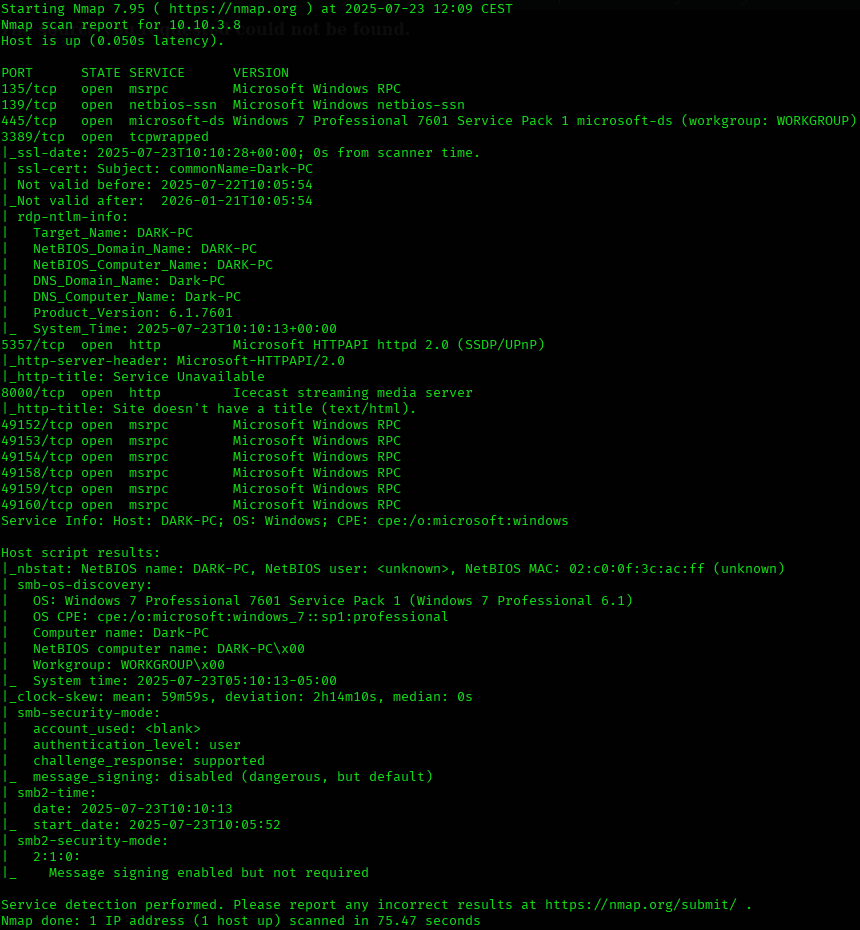 Starting Nmap 7.95 ( https://nmap.org ) at 2025-07-23 12:09 CEST
Nmap scan report for 10.10.3.8
could not be found.
Host is up (0.050s latency).

PORT      STATE SERVICE      VERSION
135/tcp   open  msrpc        Microsoft Windows RPC
139/tcp   open  netbios-ssn  Microsoft Windows netbios-ssn
445/tcp   open  microsoft-ds Windows 7 Professional 7601 Service Pack 1 microsoft-ds (workgroup: WORKGROUP)
3389/tcp  open  tcpwrapped
|_ssl-date: 2025-07-23T10:10:28+00:00; 0s from scanner time.
| ssl-cert: Subject: commonName=Dark-PC
| Not valid before: 2025-07-22T10:05:54
|_Not valid after:  2026-01-21T10:05:54
| rdp-ntlm-info:
|   Target_Name: DARK-PC
|   NetBIOS_Domain_Name: DARK-PC
|   NetBIOS_Computer_Name: DARK-PC
|   DNS_Domain_Name: Dark-PC
|   DNS_Computer_Name: Dark-PC
|   Product_Version: 6.1.7601
|_  System_Time: 2025-07-23T10:10:13+00:00
5357/tcp  open  http         Microsoft HTTPAPI httpd 2.0 (SSDP/UPnP)
|_http-server-header: Microsoft-HTTPAPI/2.0
|_http-title: Service Unavailable
8000/tcp  open  http         Icecast streaming media server
|_http-title: Site doesn't have a title (text/html).
49152/tcp open  msrpc        Microsoft Windows RPC
49153/tcp open  msrpc        Microsoft Windows RPC
49154/tcp open  msrpc        Microsoft Windows RPC
49158/tcp open  msrpc        Microsoft Windows RPC
49159/tcp open  msrpc        Microsoft Windows RPC
49160/tcp open  msrpc        Microsoft Windows RPC
Service Info: Host: DARK-PC; OS: Windows; CPE: cpe:/o:microsoft:windows

Host script results:
|_nbstat: NetBIOS name: DARK-PC, NetBIOS user: <unknown>, NetBIOS MAC: 02:c0:0f:3c:ac:ff (unknown)
| smb-os-discovery:
|   OS: Windows 7 Professional 7601 Service Pack 1 (Windows 7 Professional 6.1)
|   OS CPE: cpe:/o:microsoft:windows_7::sp1:professional
|   Computer name: Dark-PC
|   NetBIOS computer name: DARK-PC\x00
|   Workgroup: WORKGROUP\x00
|_  System time: 2025-07-23T05:10:13-05:00
|_clock-skew: mean: 59m59s, deviation: 2h14m10s, median: 0s
| smb-security-mode:
|   account_used: <blank>
|   authentication_level: user
|   challenge_response: supported
|_  message_signing: disabled (dangerous, but default)
| smb2-time:
|   date: 2025-07-23T10:10:13
|_  start_date: 2025-07-23T10:05:52
| smb2-security-mode:
|   2:1:0:
|_    Message signing enabled but not required

Service detection performed. Please report any incorrect results at https://nmap.org/submit/ .
Nmap done: 1 IP address (1 host up) scanned in 75.47 seconds